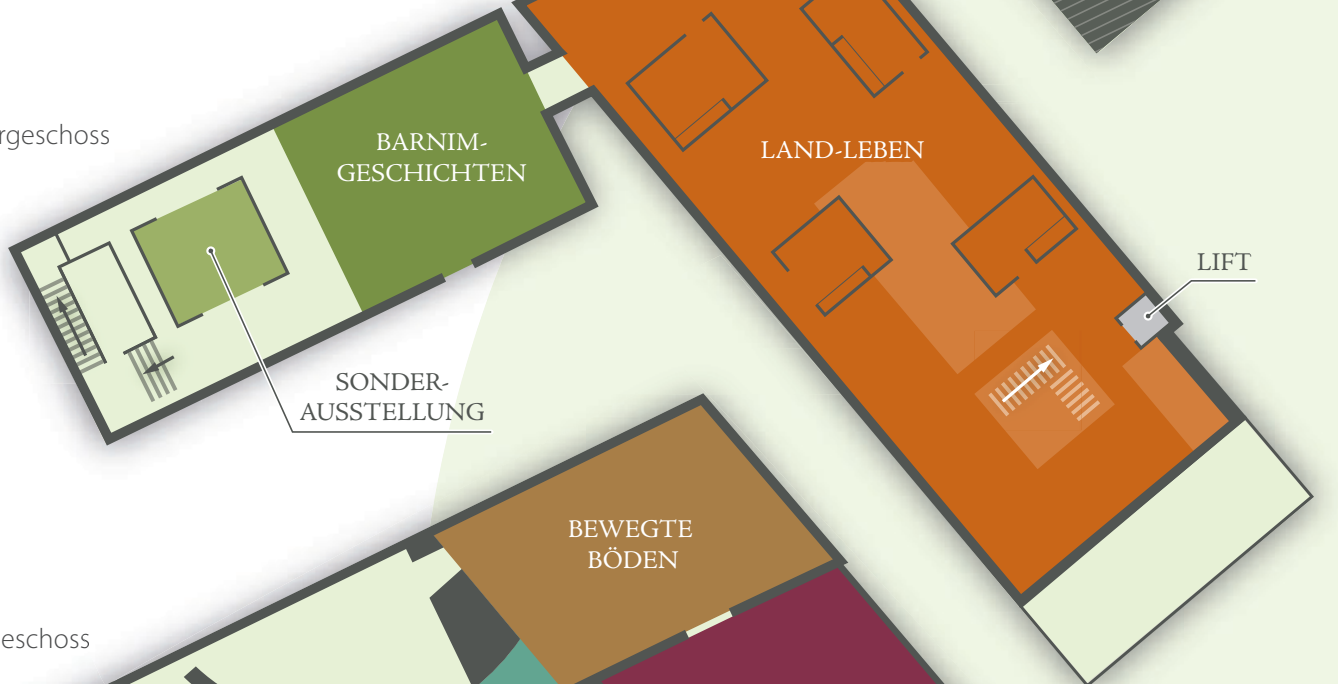 rgeschoss
BARNIM-
GESCHICHTEN
LAND-LEBEN
LIFT
SONDER-
AUSSTELLUNG
BEWEGTE
BÖDEN
eschoss